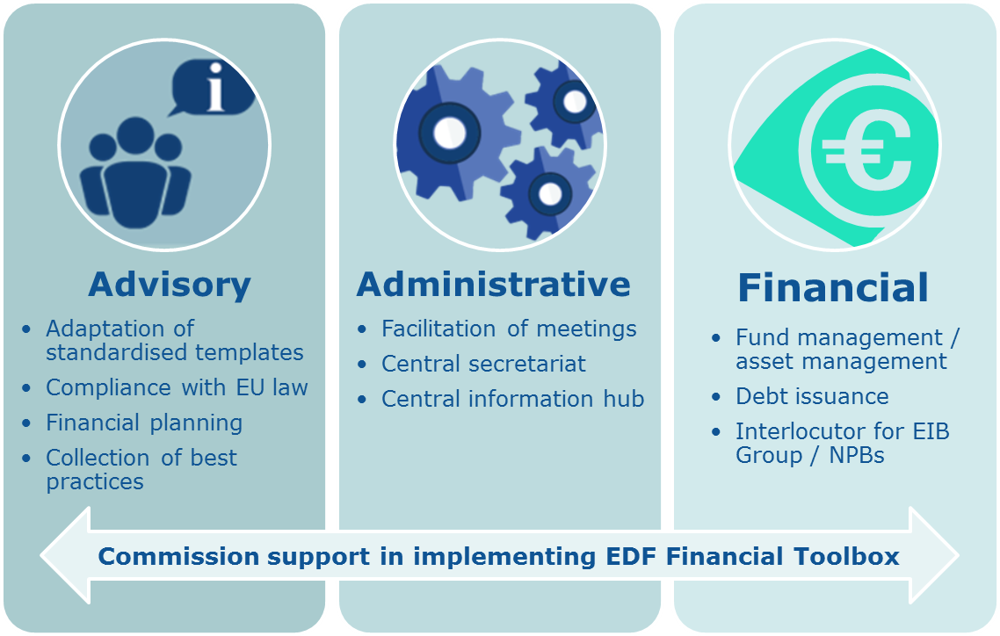 i
Advisory
• Adaptation of
standardised templates
• Compliance with EU law
• Financial planning
• Collection of best
practices
Administrative
• Facilitation of meetings
• Central secretariat
• Central information hub
€
Financial
• Fund management /
asset management
• Debt issuance
• Interlocutor for EIB
Group / NPBs
Commission support in implementing EDF Financial Toolbox